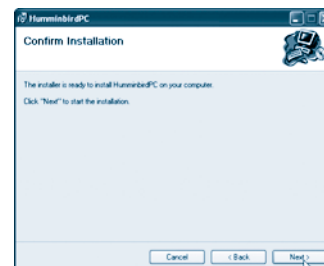 HumminbirdPC
Confirm Installation
The installer is ready to install HumminbirdPC on your computer.
Click "Next" to start the installation.
Cancel < Back Next >